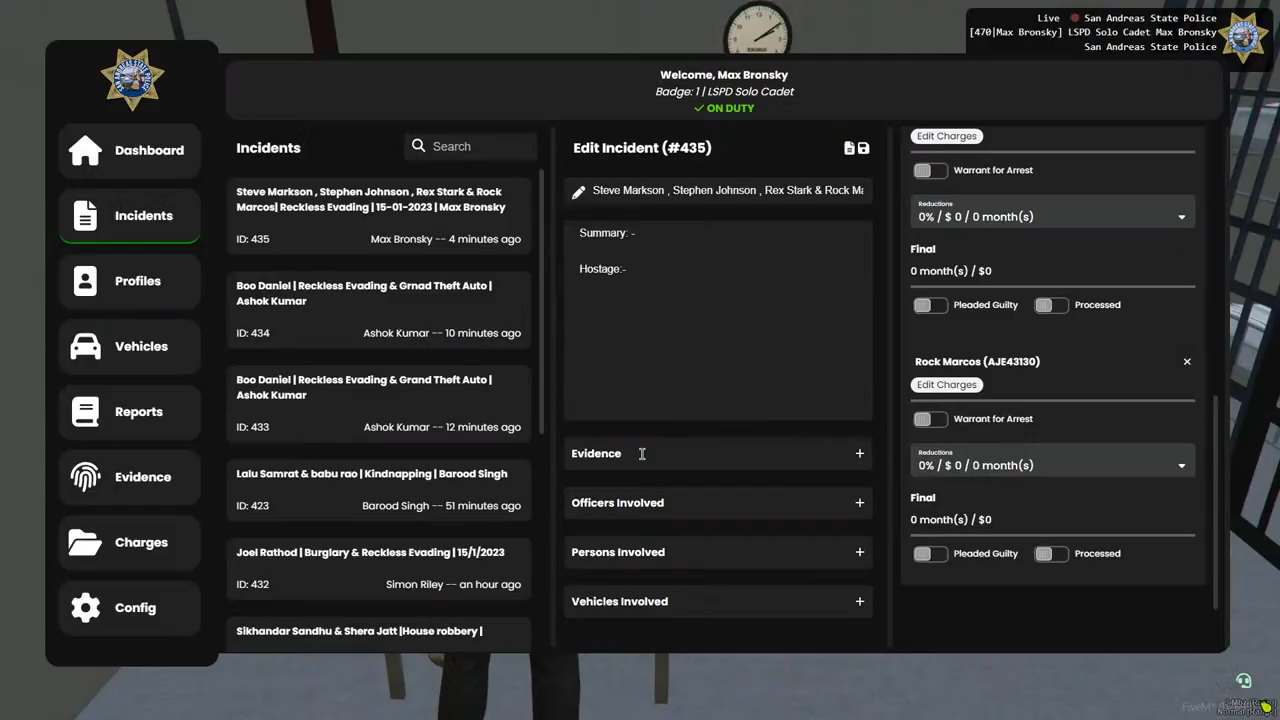 Live San Andreas State Police
[470|Max Bronsky] LSPD Solo Cadet Max Bronsky
San Andreas State Police
Welcome, Max Bronsky
Badge: 1 | LSPD Solo Cadet
ON DUTY
Dashboard
Incidents
Profiles
Vehicles
Reports
Evidence
Charges
Config
Incidents
Search
Steve Markson , Stephen Johnson , Rex Stark & Rock
Marcos| Reckless Evading | 15-01-2023 | Max Bronsky
ID: 435 Max Bronsky -- 4 minutes ago
Boo Daniel | Reckless Evading & Grnad Theft Auto |
Ashok Kumar
ID: 434 Ashok Kumar -- 10 minutes ago
Boo Daniel | Reckless Evading & Grand Theft Auto |
Ashok Kumar
ID: 433 Ashok Kumar -- 12 minutes ago
Lalu Samrat & babu rao | Kindnapping | Barood Singh
ID: 423 Barood Singh -- 51 minutes ago
Joel Rathod | Burglary & Reckless Evading | 15/1/2023
ID: 432 Simon Riley -- an hour ago
Sikhandar Sandhu & Shera Jatt |House robbery |
Edit Incident (#435)
Steve Markson , Stephen Johnson , Rex Stark & Rock Ma
Summary: -
Hostage:-
Evidence +
Officers Involved +
Persons Involved +
Vehicles Involved +
Edit Charges
Warrant for Arrest
Reductions
0% / $ 0 / 0 month(s)
Final
0 month(s) / $0
Pleaded Guilty Processed
Rock Marcos (AJE43130)
Edit Charges
Warrant for Arrest
Reductions
0% / $ 0 / 0 month(s)
Final
0 month(s) / $0
Pleaded Guilty Processed